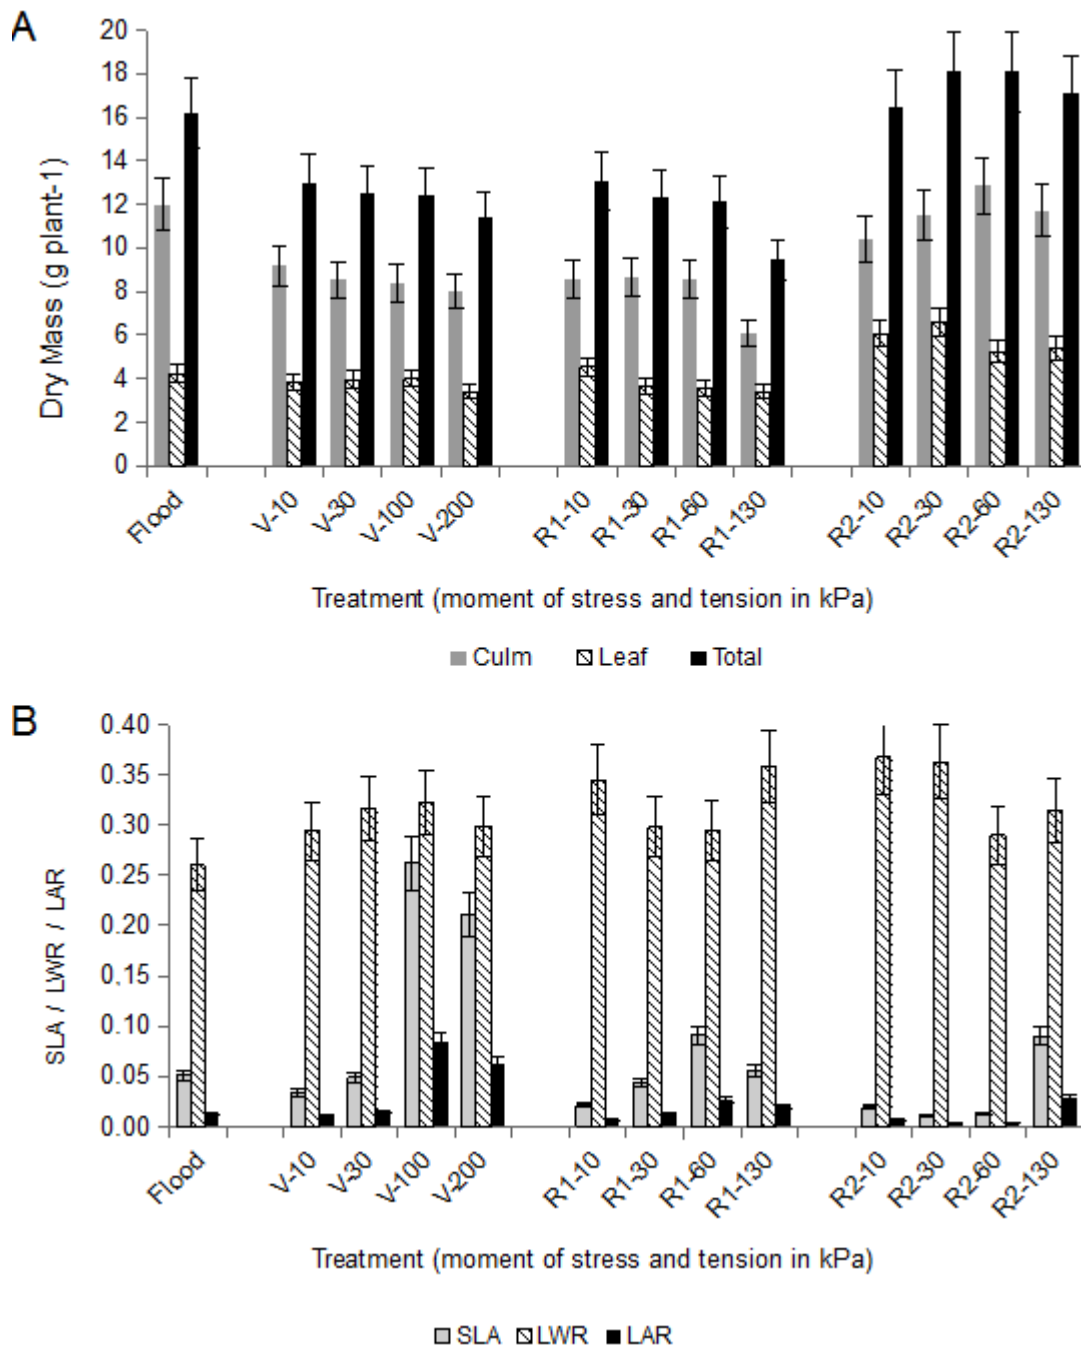 A
20
18
16
14
12
10
8
6
4
2
0
Dry Mass (g plant-1)
Flood V-10 V-30 V-100 V-200 R1-10 R1-30 R1-60 R1-130 R2-10 R2-30 R2-60 R2-130
Treatment (moment of stress and tension in kPa)
Culm Leaf Total
B
0.40
0.35
0.30
0.25
0.20
0.15
0.10
0.05
0.00
SLA / LWR / LAR
Flood V-10 V-30 V-100 V-200 R1-10 R1-30 R1-60 R1-130 R2-10 R2-30 R2-60 R2-130
Treatment (moment of stress and tension in kPa)
SLA LWR LAR